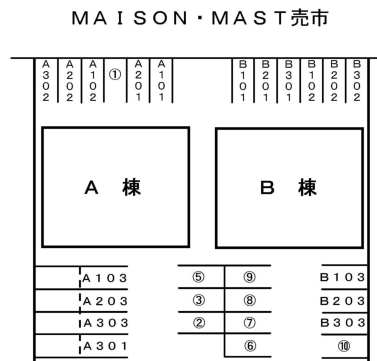 ＭＡＩＳＯＮ・ＭＡＳＴ売市
A302 A202 A102 ① A201 A101 B101 B201 B301 B102 B202 B302
Ａ 棟 Ｂ 棟
A103 ⑤ ⑨ B103
A203 ③ ⑧ B203
A303 ② ⑦ B303
A301 ⑥ ⑩